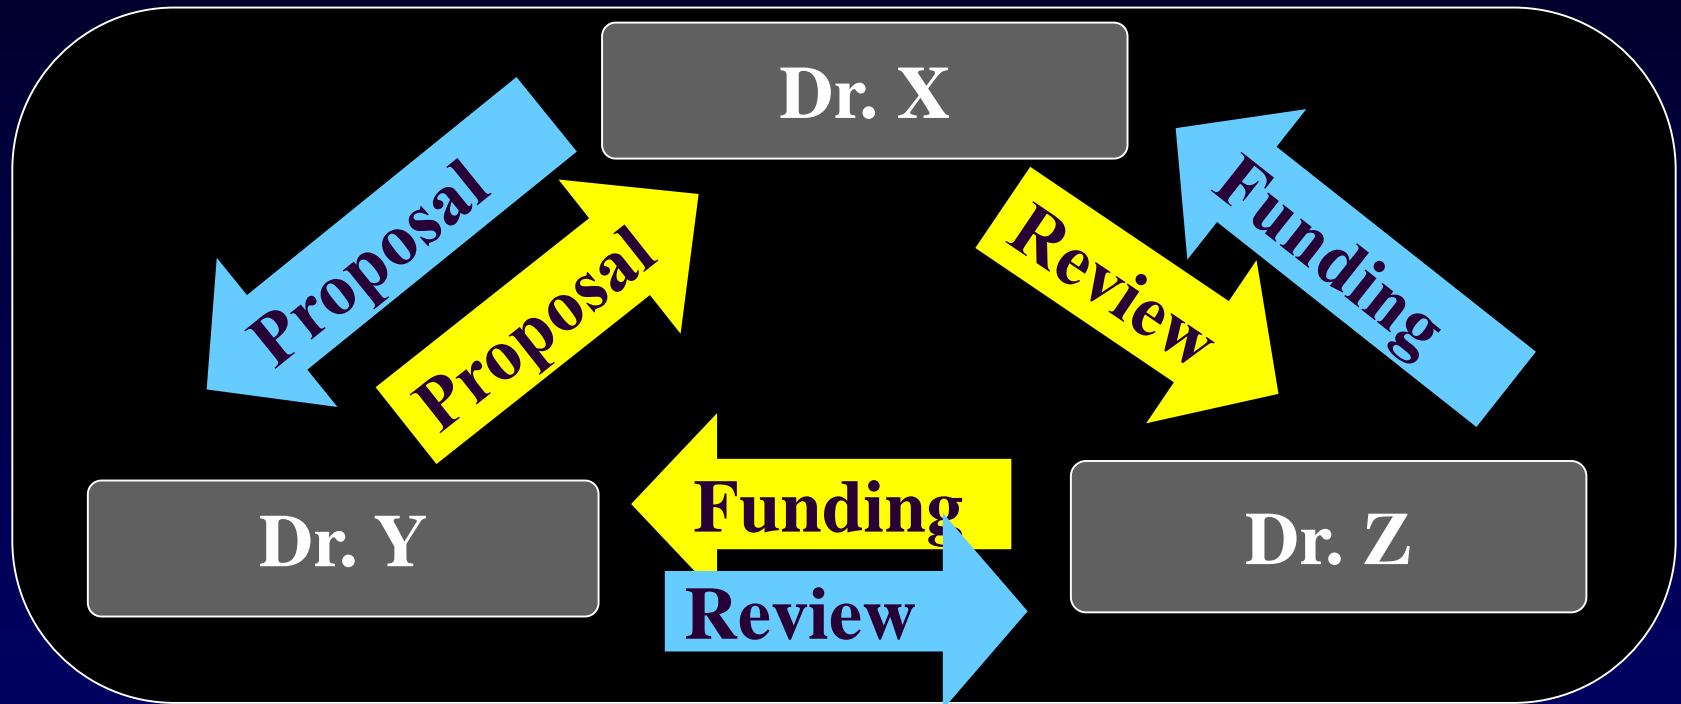 Dr. X
Proposal
Proposal
Review
Funding
Dr. Y
Funding
Review
Dr. Z